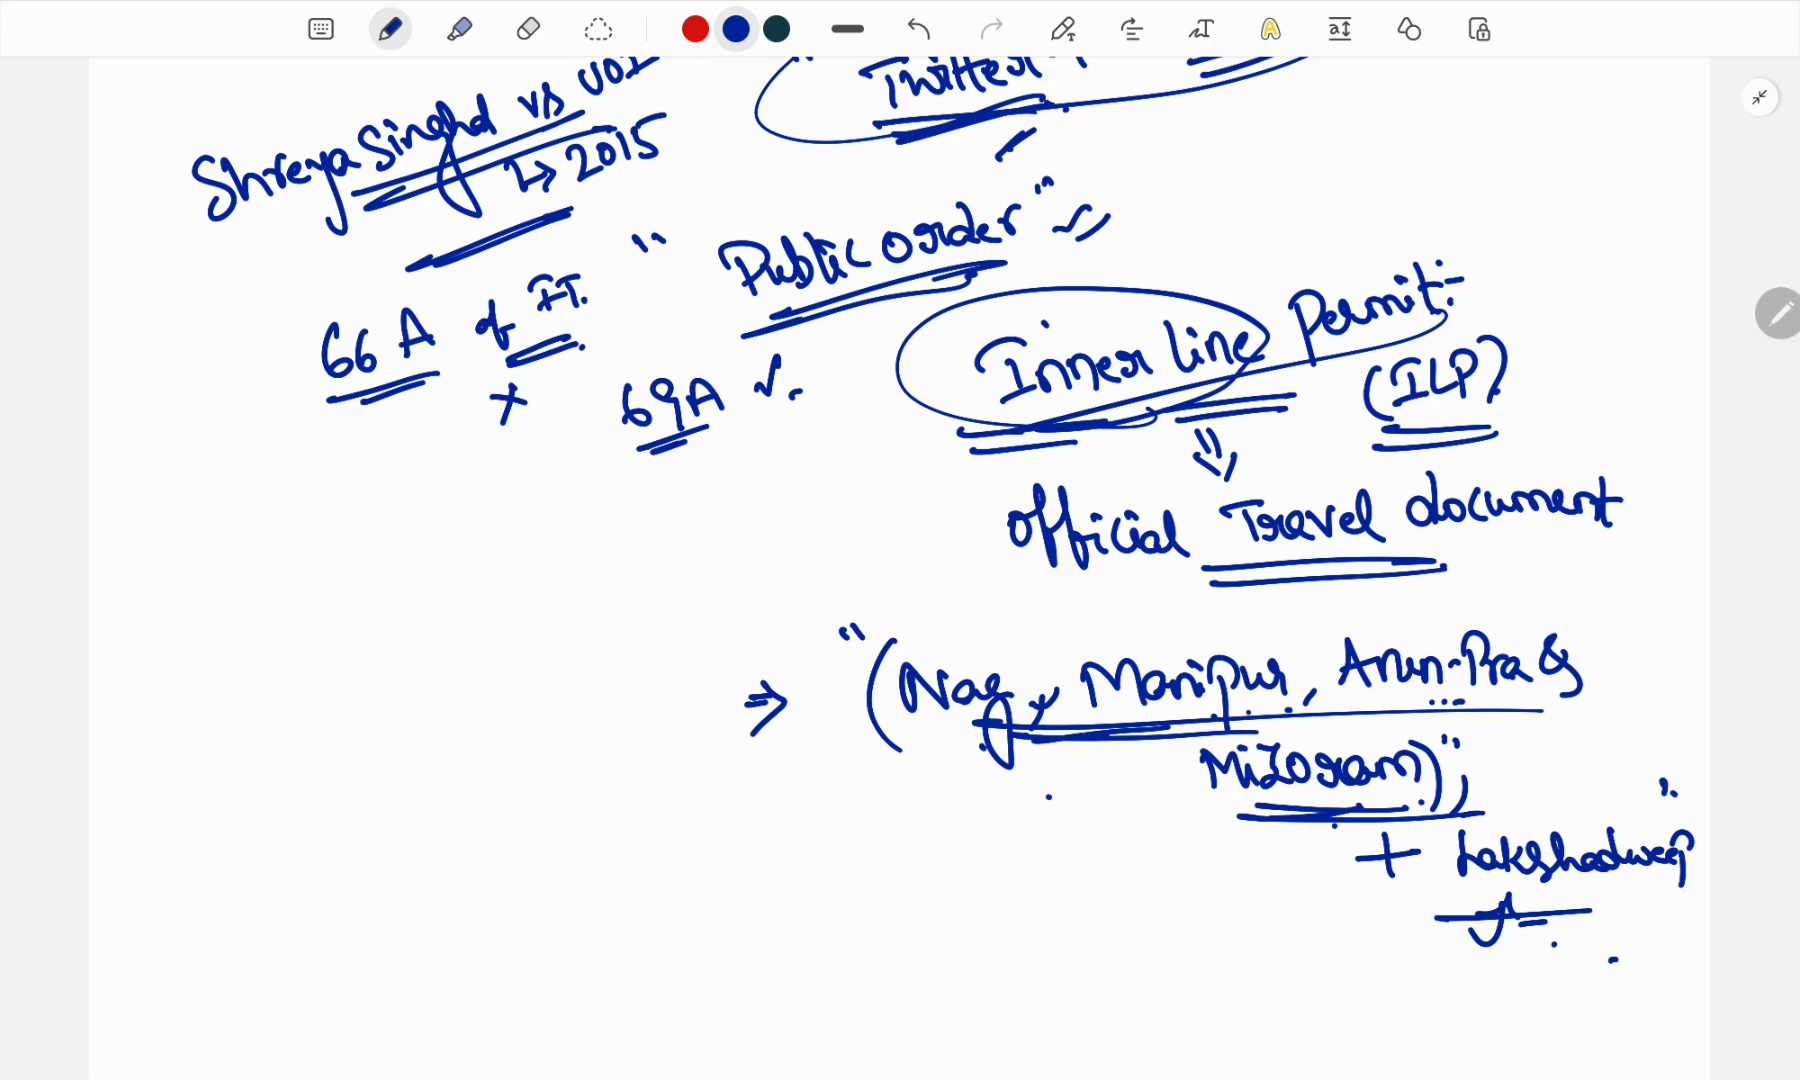 Twitter
Shreya Singhal vs UOI
↳ 2015
" Public order "
66 A of IT.
×
69A ✓.
Inner line Permit:-
(ILP)
⇓
official Travel document
⇒ "(Nag, Manipur, Arun-Pra &
Mizoram)",
+ Lakshadweep